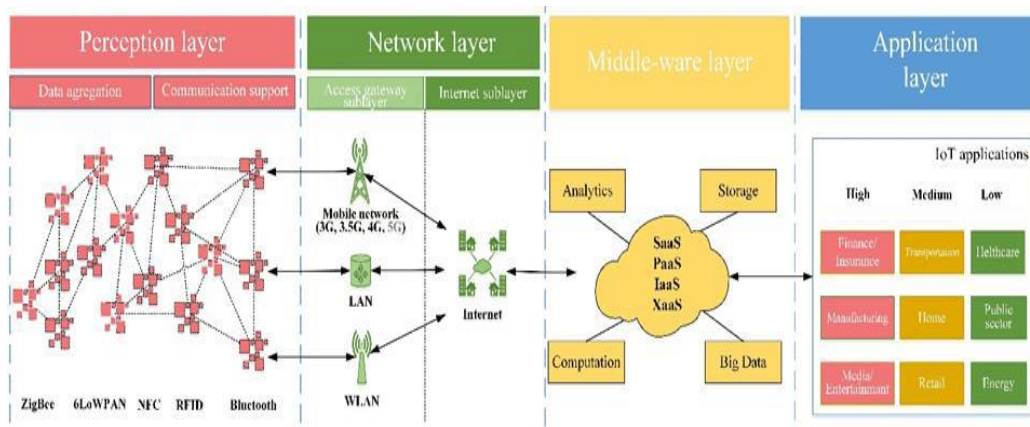 Perception layer
Network layer
Middle-ware layer
Application
layer
Data agregation
Communication support
Access gateway
sublayer
Internet sublayer
IoT applications
High
Medium
Low
Analytics
Storage
Mobile network
(3G, 3.5G, 4G, 5G)
SaaS
PaaS
IaaS
XaaS
Finance/
Insurance
Transportation
Helthcare
LAN
Internet
Manufacturing
Home
Public
sector
Computation
Big Data
Media/
Entertainmant
Retail
Energy
WLAN
ZigBee
6LoWPAN
NFC
RFID
Bluetooth